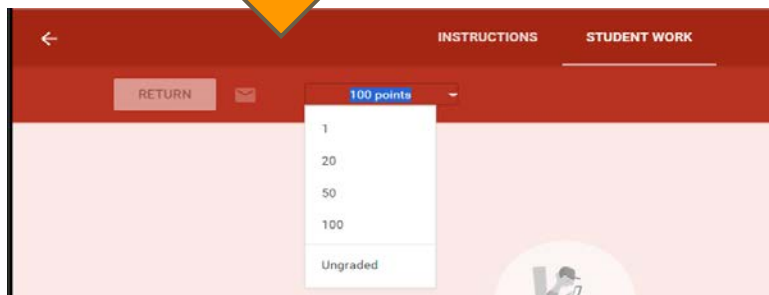 INSTRUCTIONS STUDENT WORK
RETURN 100 points
1
20
50
100
Ungraded